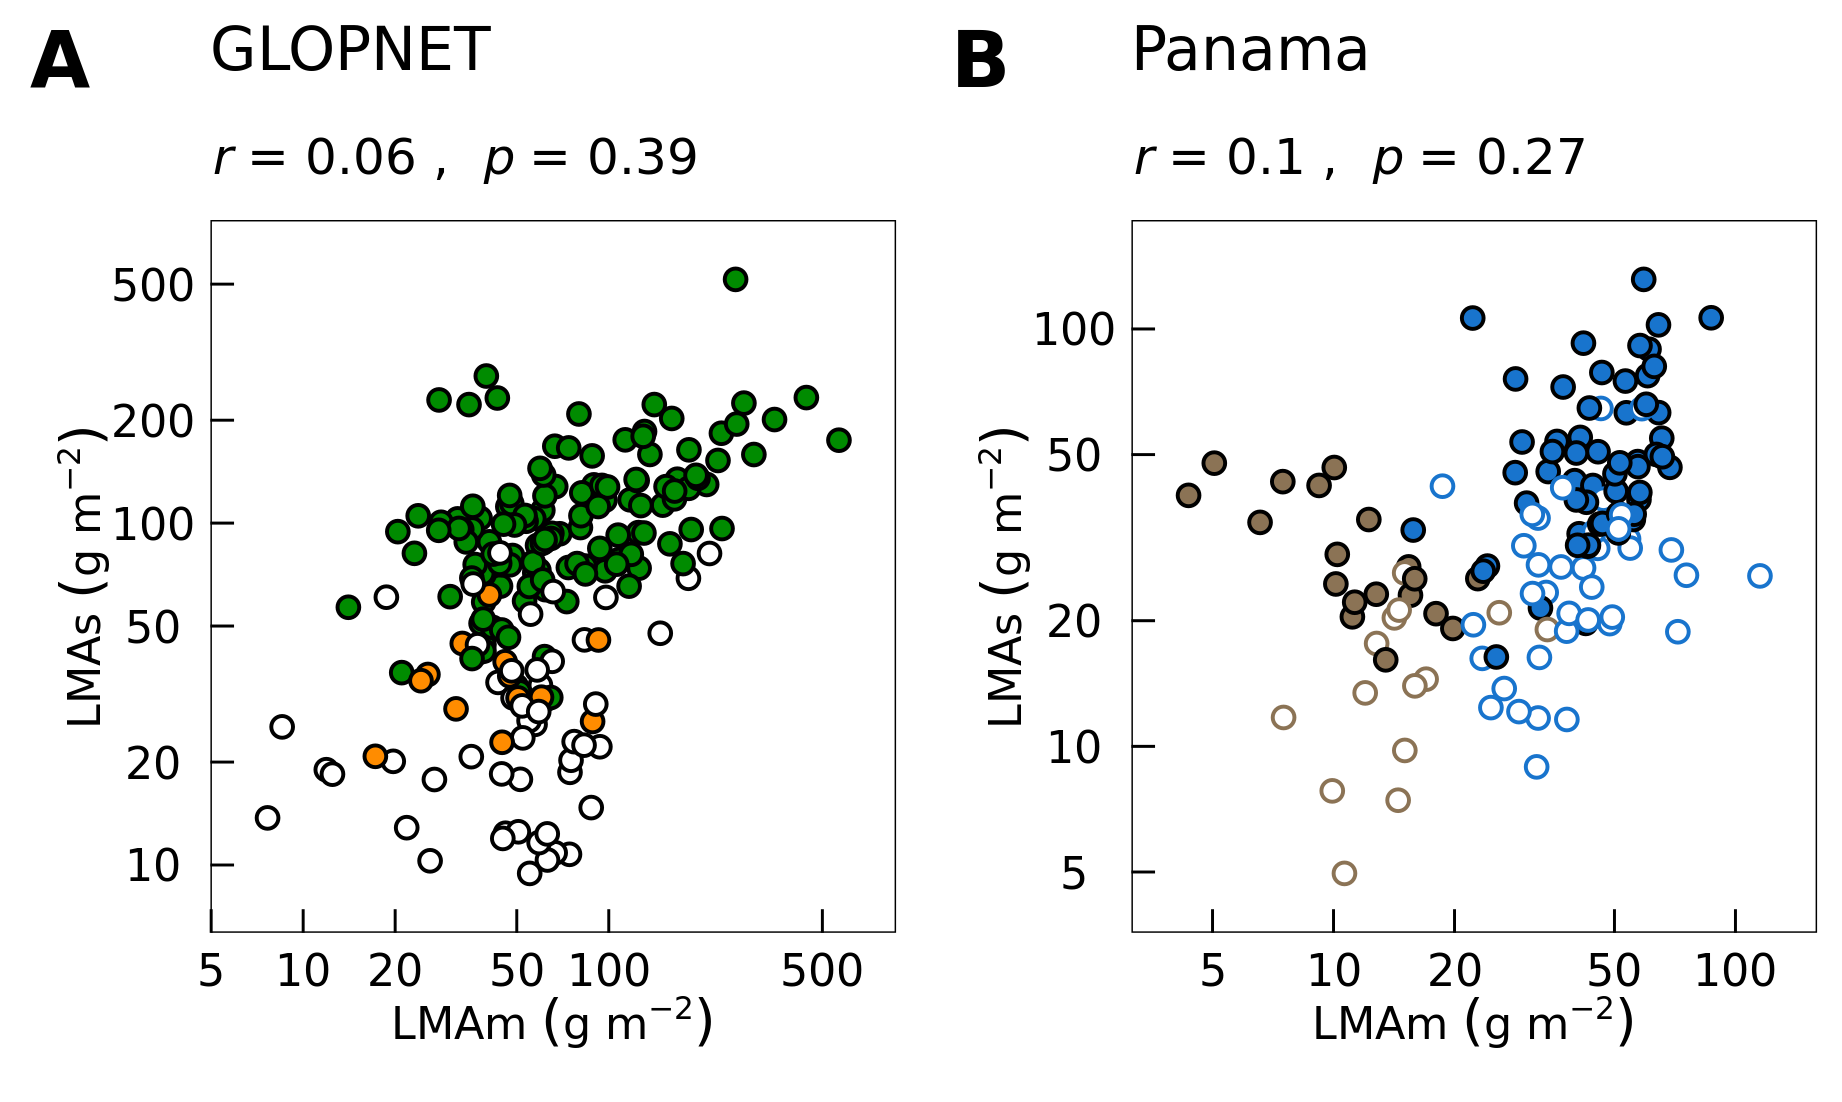 A GLOPNET
r = 0.06 , p = 0.39
LMAs (g m−2)
500
200
100
50
20
10
5 10 20 50 100 500
LMAm (g m−2)
B Panama
r = 0.1 , p = 0.27
LMAs (g m−2)
100
50
20
10
5
5 10 20 50 100
LMAm (g m−2)